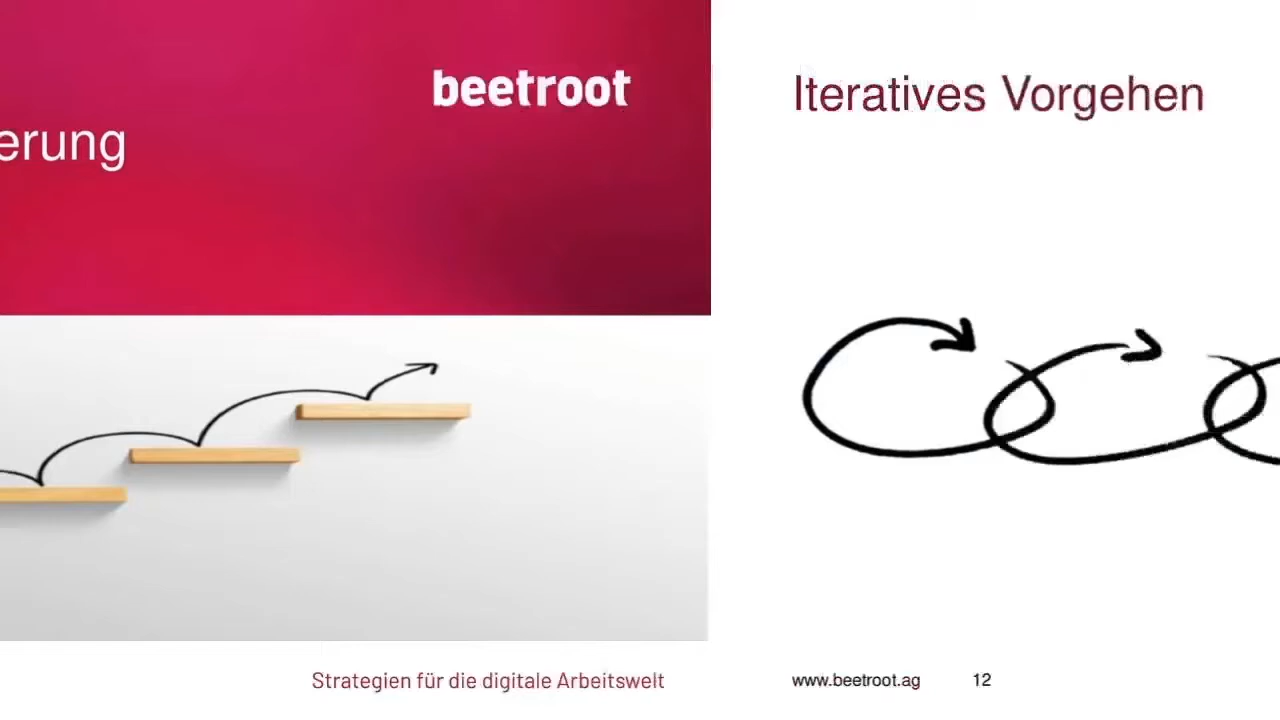 beetroot
erung
Strategien für die digitale Arbeitswelt
Iteratives Vorgehen
www.beetroot.ag
12